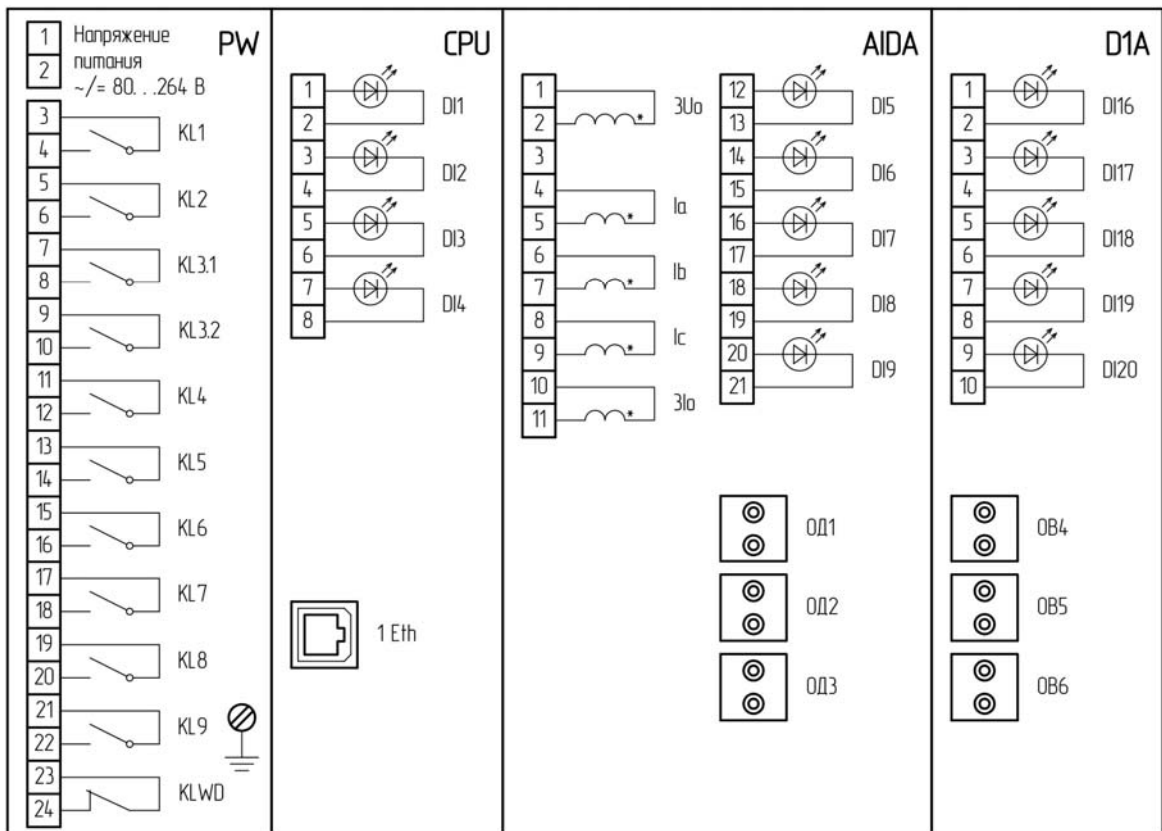 1
2
Напряжение
питания
~/= 80. . .264 В
PW
3
4
KL1
5
6
KL2
7
8
KL3.1
9
10
KL3.2
11
12
KL4
13
14
KL5
15
16
KL6
17
18
KL7
19
20
KL8
21
22
KL9
23
24
KLWD
CPU
1
2
DI1
3
4
DI2
5
6
DI3
7
8
DI4
1 Eth
AIDA
1
2
*
3Uo
3
4
5
*
Ia
6
7
*
Ib
8
9
*
Ic
10
11
*
3Io
12
13
DI5
14
15
DI6
16
17
DI7
18
19
DI8
20
21
DI9
ОД1
ОД2
ОД3
D1A
1
2
DI16
3
4
DI17
5
6
DI18
7
8
DI19
9
10
DI20
ОВ4
ОВ5
ОВ6